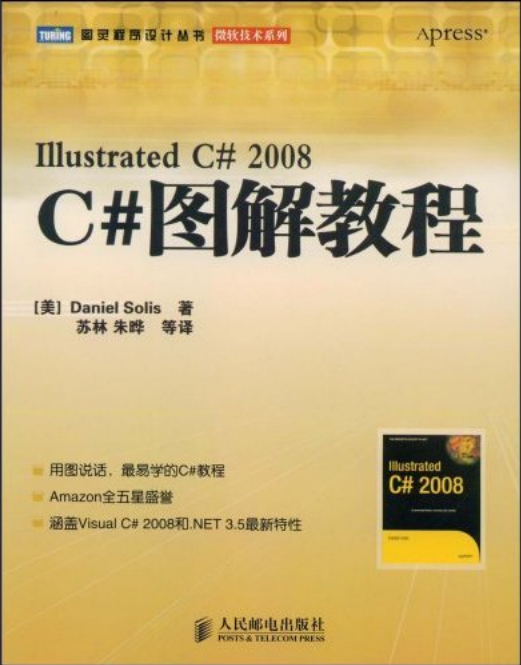 TURING 图灵程序设计丛书 微软技术系列
Apress®
Illustrated C# 2008
C#图解教程
[美] Daniel Solis 著
苏林 朱晔 等译
用图说话，最易学的C#教程
Amazon全五星盛誉
涵盖Visual C# 2008和.NET 3.5最新特性
Illustrated
C# 2008
人民邮电出版社
POSTS & TELECOM PRESS